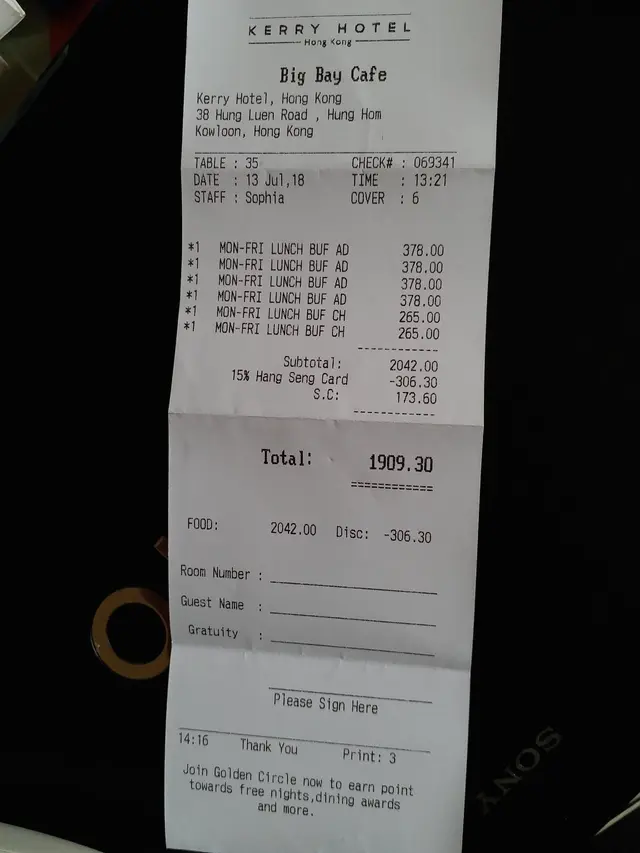 KERRY HOTEL
Hong Kong
Big Bay Cafe
Kerry Hotel, Hong Kong
38 Hung Luen Road , Hung Hom
Kowloon, Hong Kong
TABLE : 35 CHECK# : 069341
DATE : 13 Jul,18 TIME : 13:21
STAFF : Sophia COVER : 6
*1 MON-FRI LUNCH BUF AD 378.00
*1 MON-FRI LUNCH BUF AD 378.00
*1 MON-FRI LUNCH BUF AD 378.00
*1 MON-FRI LUNCH BUF AD 378.00
*1 MON-FRI LUNCH BUF CH 265.00
*1 MON-FRI LUNCH BUF CH 265.00
Subtotal: 2042.00
15% Hang Seng Card -306.30
S.C: 173.60
Total: 1909.30
FOOD: 2042.00 Disc: -306.30
Room Number :
Guest Name :
Gratuity :
Please Sign Here
14:16 Thank You Print: 3
Join Golden Circle now to earn point
towards free nights,dining awards
and more.
SONY